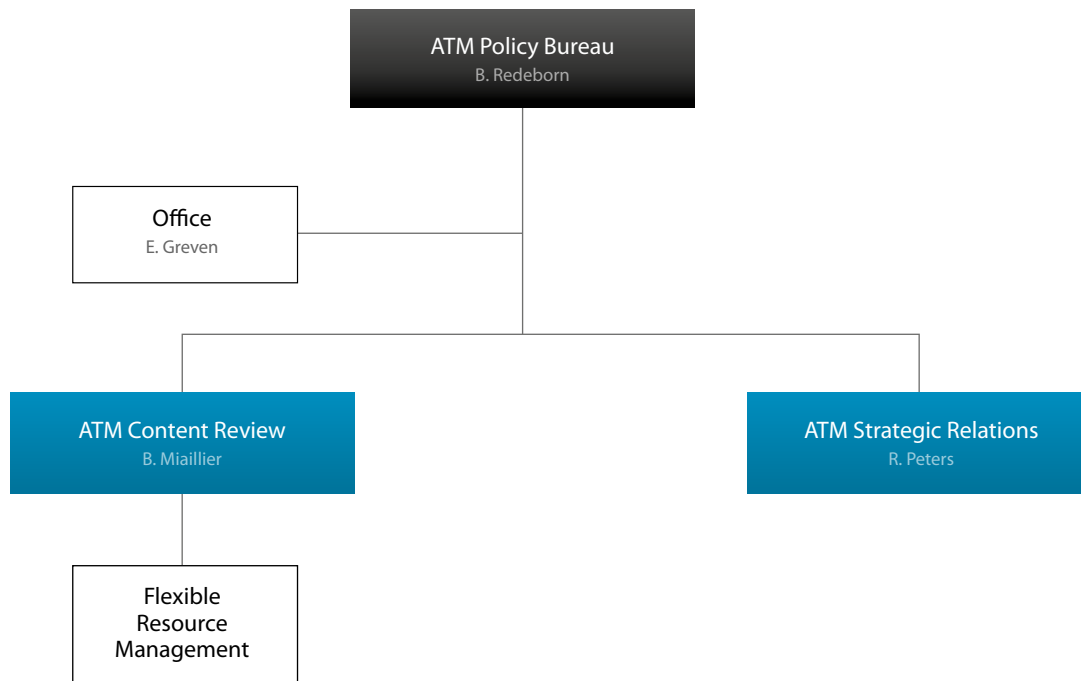 ATM Policy Bureau
B. Redeborn
Office
E. Greven
ATM Content Review
B. Miaillier
ATM Strategic Relations
R. Peters
Flexible
Resource
Management